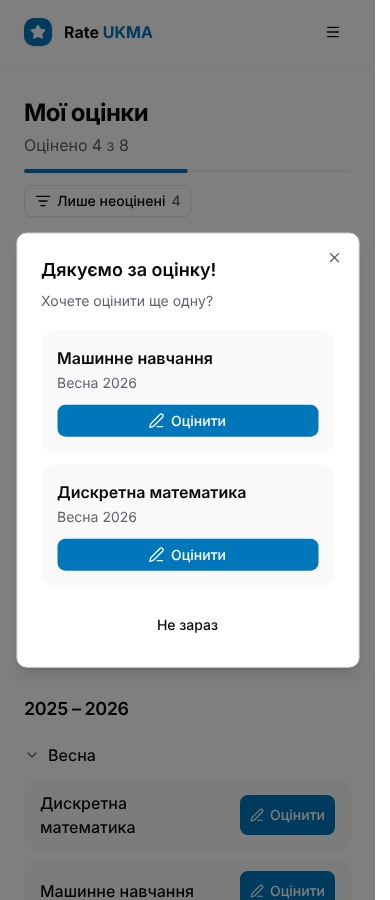 Rate UKMA
Мої оцінки
Оцінено 4 з 8
Лише неоцінені 4
Дякуємо за оцінку!
Хочете оцінити ще одну?
Машинне навчання
Весна 2026
Оцінити
Дискретна математика
Весна 2026
Оцінити
Не зараз
2025 – 2026
Весна
Дискретна
математика
Оцінити
Машинне навчання
Оцінити